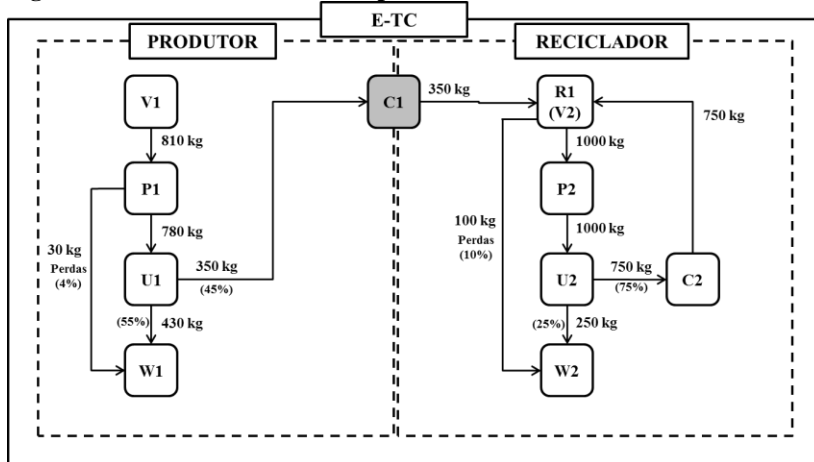 E-TC
PRODUTOR
RECICLADOR
V1
810 kg
P1
780 kg
30 kg
Perdas
(4%)
U1
350 kg
(45%)
(55%)
430 kg
W1
C1
350 kg
R1
(V2)
750 kg
1000 kg
P2
100 kg
Perdas
(10%)
1000 kg
U2
750 kg
(75%)
C2
(25%)
250 kg
W2